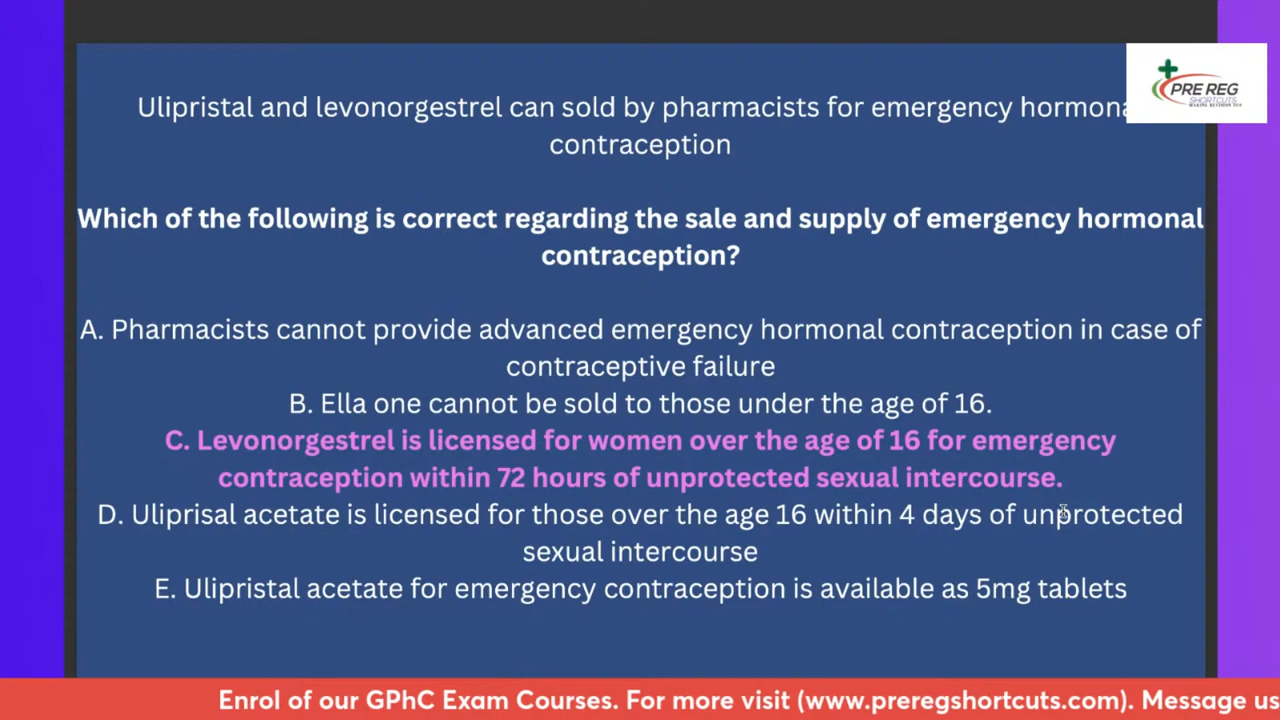 Ulipristal and levonorgestrel can sold by pharmacists for emergency hormona
contraception
PRE REG
SHORTCUTS
Which of the following is correct regarding the sale and supply of emergency hormonal
contraception?
A. Pharmacists cannot provide advanced emergency hormonal contraception in case of
contraceptive failure
B. Ella one cannot be sold to those under the age of 16.
C. Levonorgestrel is licensed for women over the age of 16 for emergency
contraception within 72 hours of unprotected sexual intercourse.
D. Uliprisal acetate is licensed for those over the age 16 within 4 days of unprotected
sexual intercourse
E. Ulipristal acetate for emergency contraception is available as 5mg tablets
Enrol of our GPhC Exam Courses. For more visit (www.preregshortcuts.com). Message us